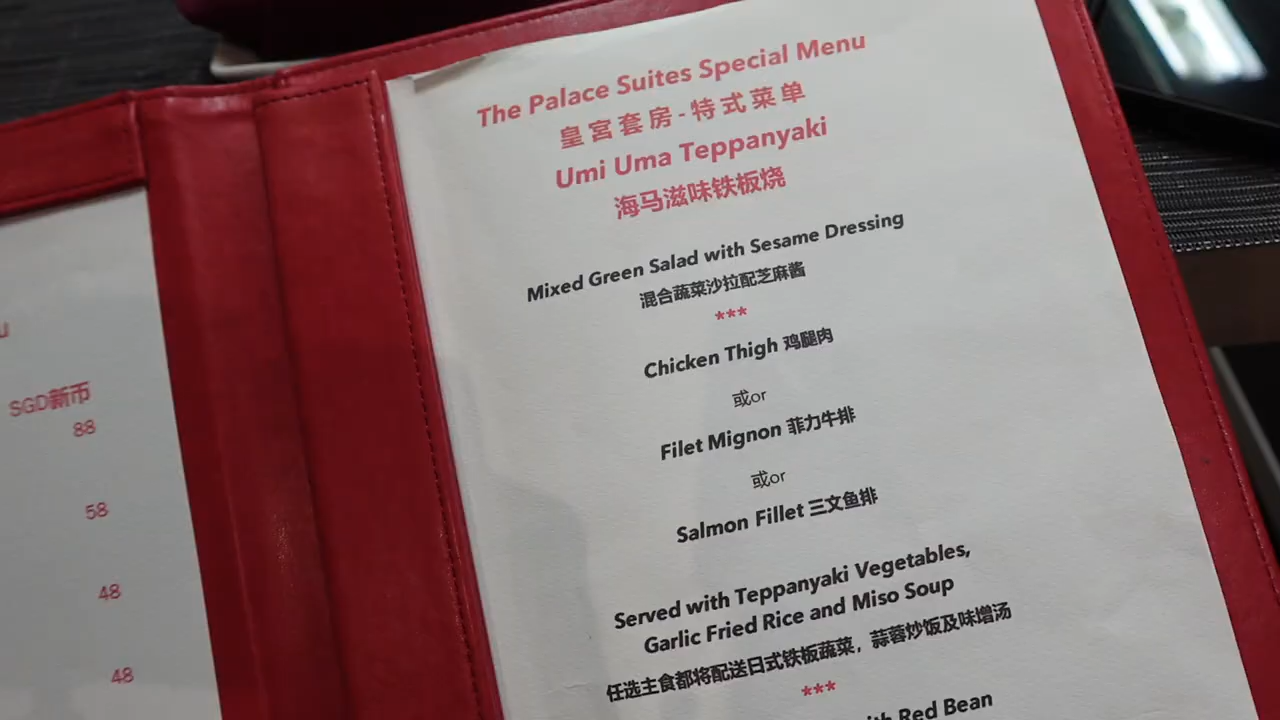 SGD新币
88
58
48
48
The Palace Suites Special Menu
皇宫套房-特式菜单
Umi Uma Teppanyaki
海马滋味铁板烧
Mixed Green Salad with Sesame Dressing
混合蔬菜沙拉配芝麻酱
***
Chicken Thigh 鸡腿肉
或or
Filet Mignon 菲力牛排
或or
Salmon Fillet 三文鱼排
Served with Teppanyaki Vegetables,
Garlic Fried Rice and Miso Soup
任选主食都将配送日式铁板蔬菜，蒜蓉炒饭及味增汤
***
with Red Bean